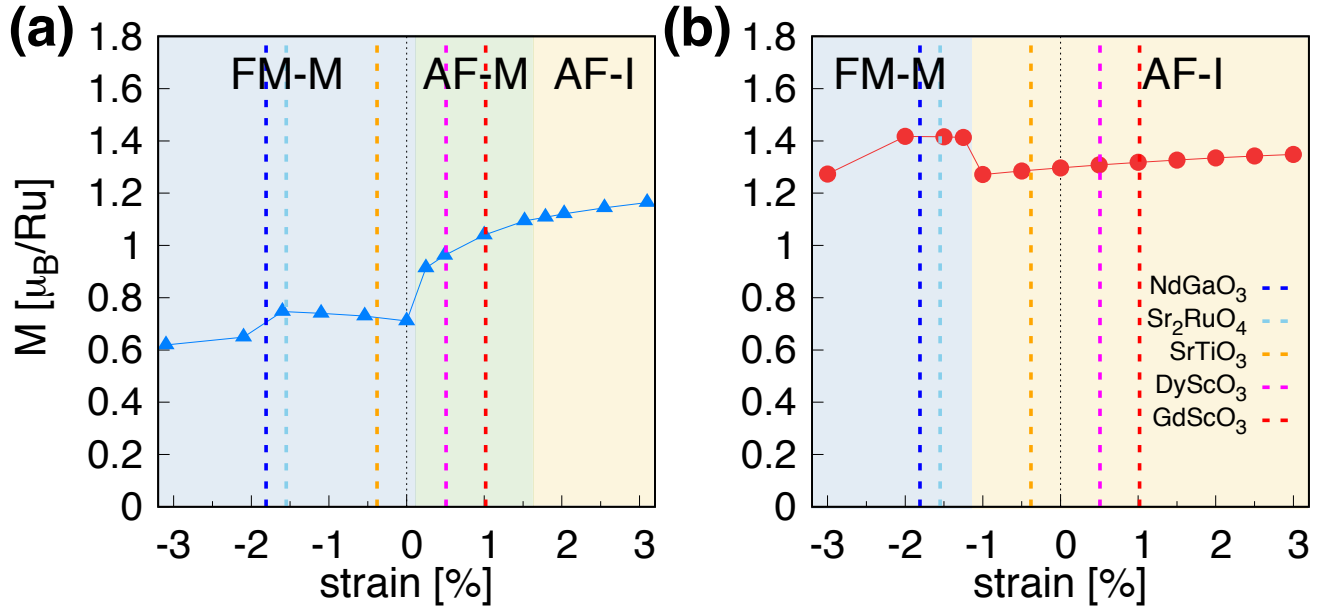 (a)
1.8
1.6
1.4
1.2
1
0.8
0.6
0.4
0.2
0
M [μB/Ru]
FM-M
AF-M
AF-I
-3
-2
-1
0
1
2
3
strain [%]
(b)
1.8
1.6
1.4
1.2
1
0.8
0.6
0.4
0.2
0
FM-M
AF-I
NdGaO3
Sr2RuO4
SrTiO3
DyScO3
GdScO3
-3
-2
-1
0
1
2
3
strain [%]